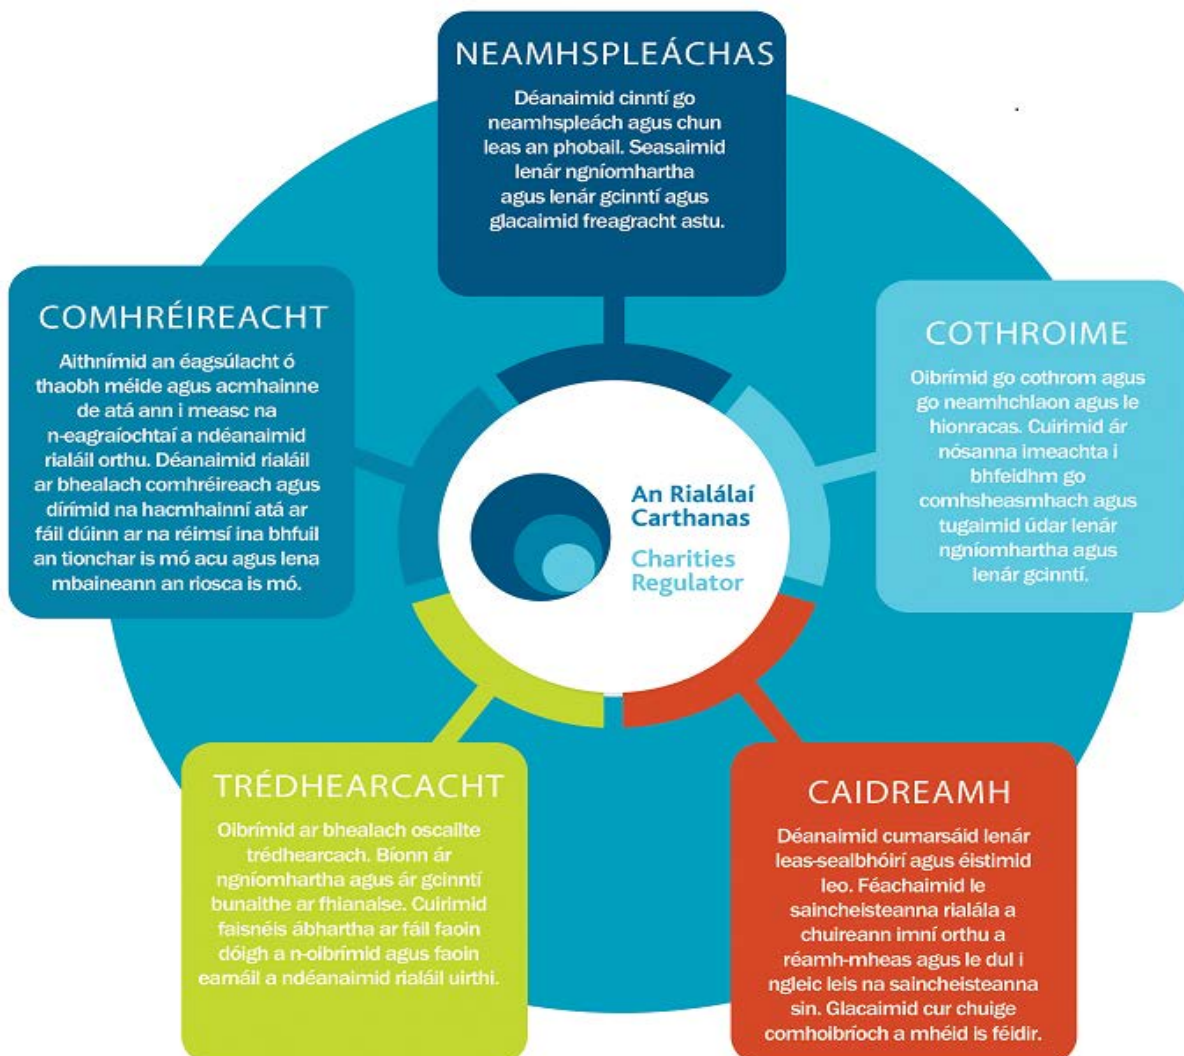 NEAMHSPLEÁCHAS
Déanaimid cinntí go
neamhspleách agus chun
leas an phobail. Seasaimid
lenár ngníomhartha
agus lenár gcinntí agus
glacaimid freagracht astu.
COMHRÉIREACHT
Aithnímid an éagsúlacht ó
thaobh méide agus acmhainne
de atá ann i measc na
n-eagraíochtaí a ndéanaimid
rialáil orthu. Déanaimid rialáil
ar bhealach comhréireach agus
dírímid na hacmhainní atá ar
fáil dúinn ar na réimsí ina bhfuil
an tionchar is mó acu agus lena
mbaineann an riosca is mó.
COTHROIME
Oibrímid go cothrom agus
go neamhchlaon agus le
hionracas. Cuirimid ár
nósanna imeachta i
bhfeidhm go
comhsheasmhach agus
tugaimid údar lenár
ngníomhartha agus
lenár gcinntí.
An Rialálaí
Carthanas
Charities
Regulator
TRÉDHEARCACHT
Oibrímid ar bhealach oscailte
trédhearcach. Bíonn ár
ngníomhartha agus ár gcinntí
bunaithe ar fhianaise. Cuirimid
faisnéis ábhartha ar fáil faoin
dóigh a n-oibrímid agus faoin
earnáil a ndéanaimid rialáil uirthi.
CAIDREAMH
Déanaimid cumarsáid lenár
leas-sealbhóirí agus éistimid
leo. Féachaimid le
saincheisteanna rialála a
chuireann imní orthu a
réamh-mheas agus le dul i
ngleic leis na saincheisteanna
sin. Glacaimid cur chuige
comhoibríoch a mhéid is féidir.